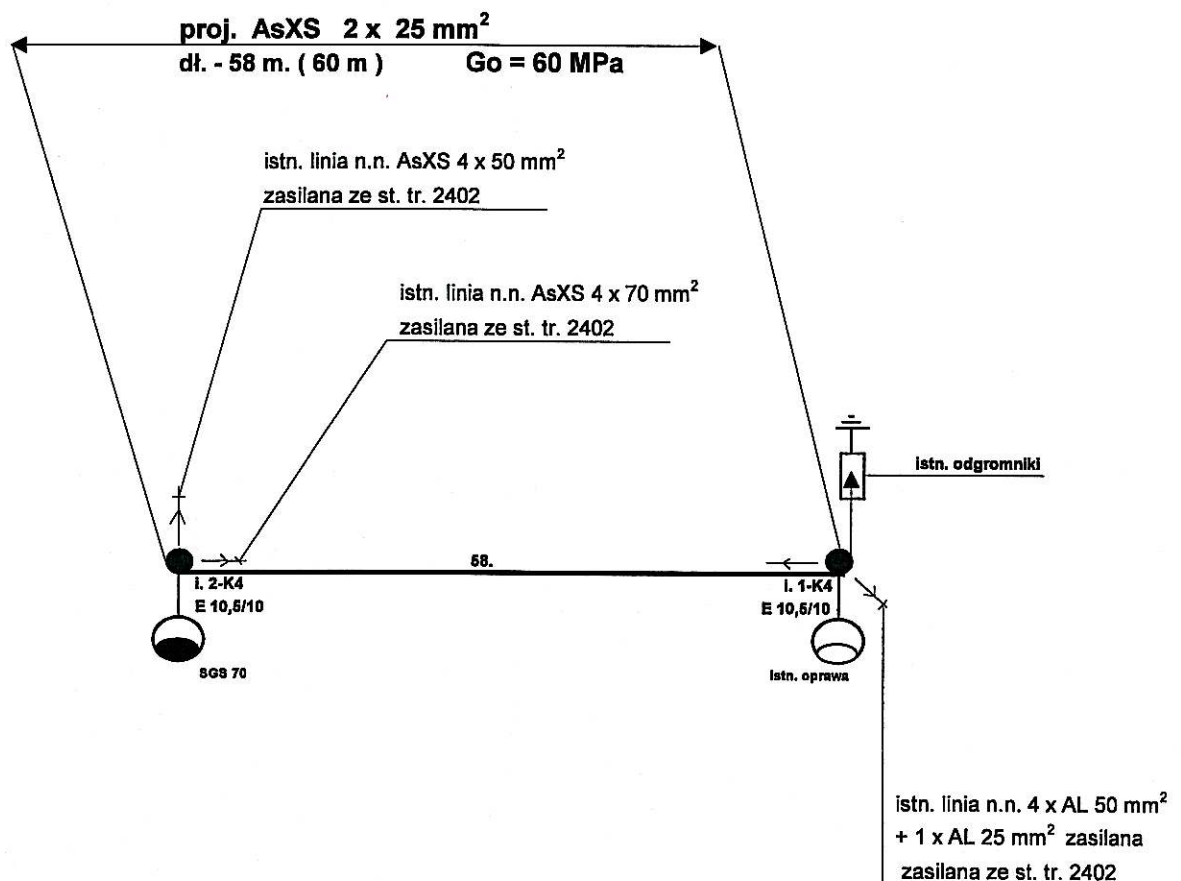 proj. AsXS 2 x 25 mm²
dł. - 58 m. ( 60 m ) Go = 60 MPa
istn. linia n.n. AsXS 4 x 50 mm²
zasilana ze st. tr. 2402
istn. linia n.n. AsXS 4 x 70 mm²
zasilana ze st. tr. 2402
istn. odgromniki
58.
i. 2-K4
E 10,5/10
i. 1-K4
E 10,5/10
SGS 70
istn. oprawa
istn. linia n.n. 4 x AL 50 mm²
+ 1 x AL 25 mm² zasilana
zasilana ze st. tr. 2402